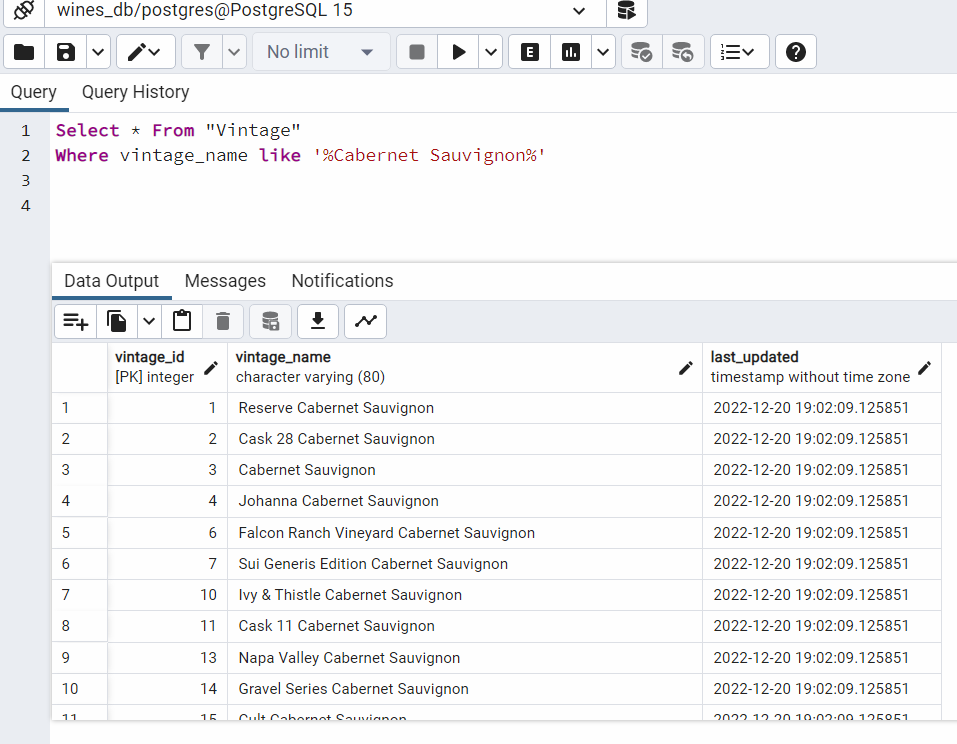 wines_db/postgres@PostgreSQL 15
No limit
E
Query Query History
1 Select * From "Vintage"
2 Where vintage_name like '%Cabernet Sauvignon%'
3
4
Data Output Messages Notifications
vintage_id vintage_name last_updated
[PK] integer character varying (80) timestamp without time zone
1 1 Reserve Cabernet Sauvignon 2022-12-20 19:02:09.125851
2 2 Cask 28 Cabernet Sauvignon 2022-12-20 19:02:09.125851
3 3 Cabernet Sauvignon 2022-12-20 19:02:09.125851
4 4 Johanna Cabernet Sauvignon 2022-12-20 19:02:09.125851
5 6 Falcon Ranch Vineyard Cabernet Sauvignon 2022-12-20 19:02:09.125851
6 7 Sui Generis Edition Cabernet Sauvignon 2022-12-20 19:02:09.125851
7 10 Ivy & Thistle Cabernet Sauvignon 2022-12-20 19:02:09.125851
8 11 Cask 11 Cabernet Sauvignon 2022-12-20 19:02:09.125851
9 13 Napa Valley Cabernet Sauvignon 2022-12-20 19:02:09.125851
10 14 Gravel Series Cabernet Sauvignon 2022-12-20 19:02:09.125851
11 15 Cult Cabernet Sauvignon 2022-12-20 19:02:09.125851